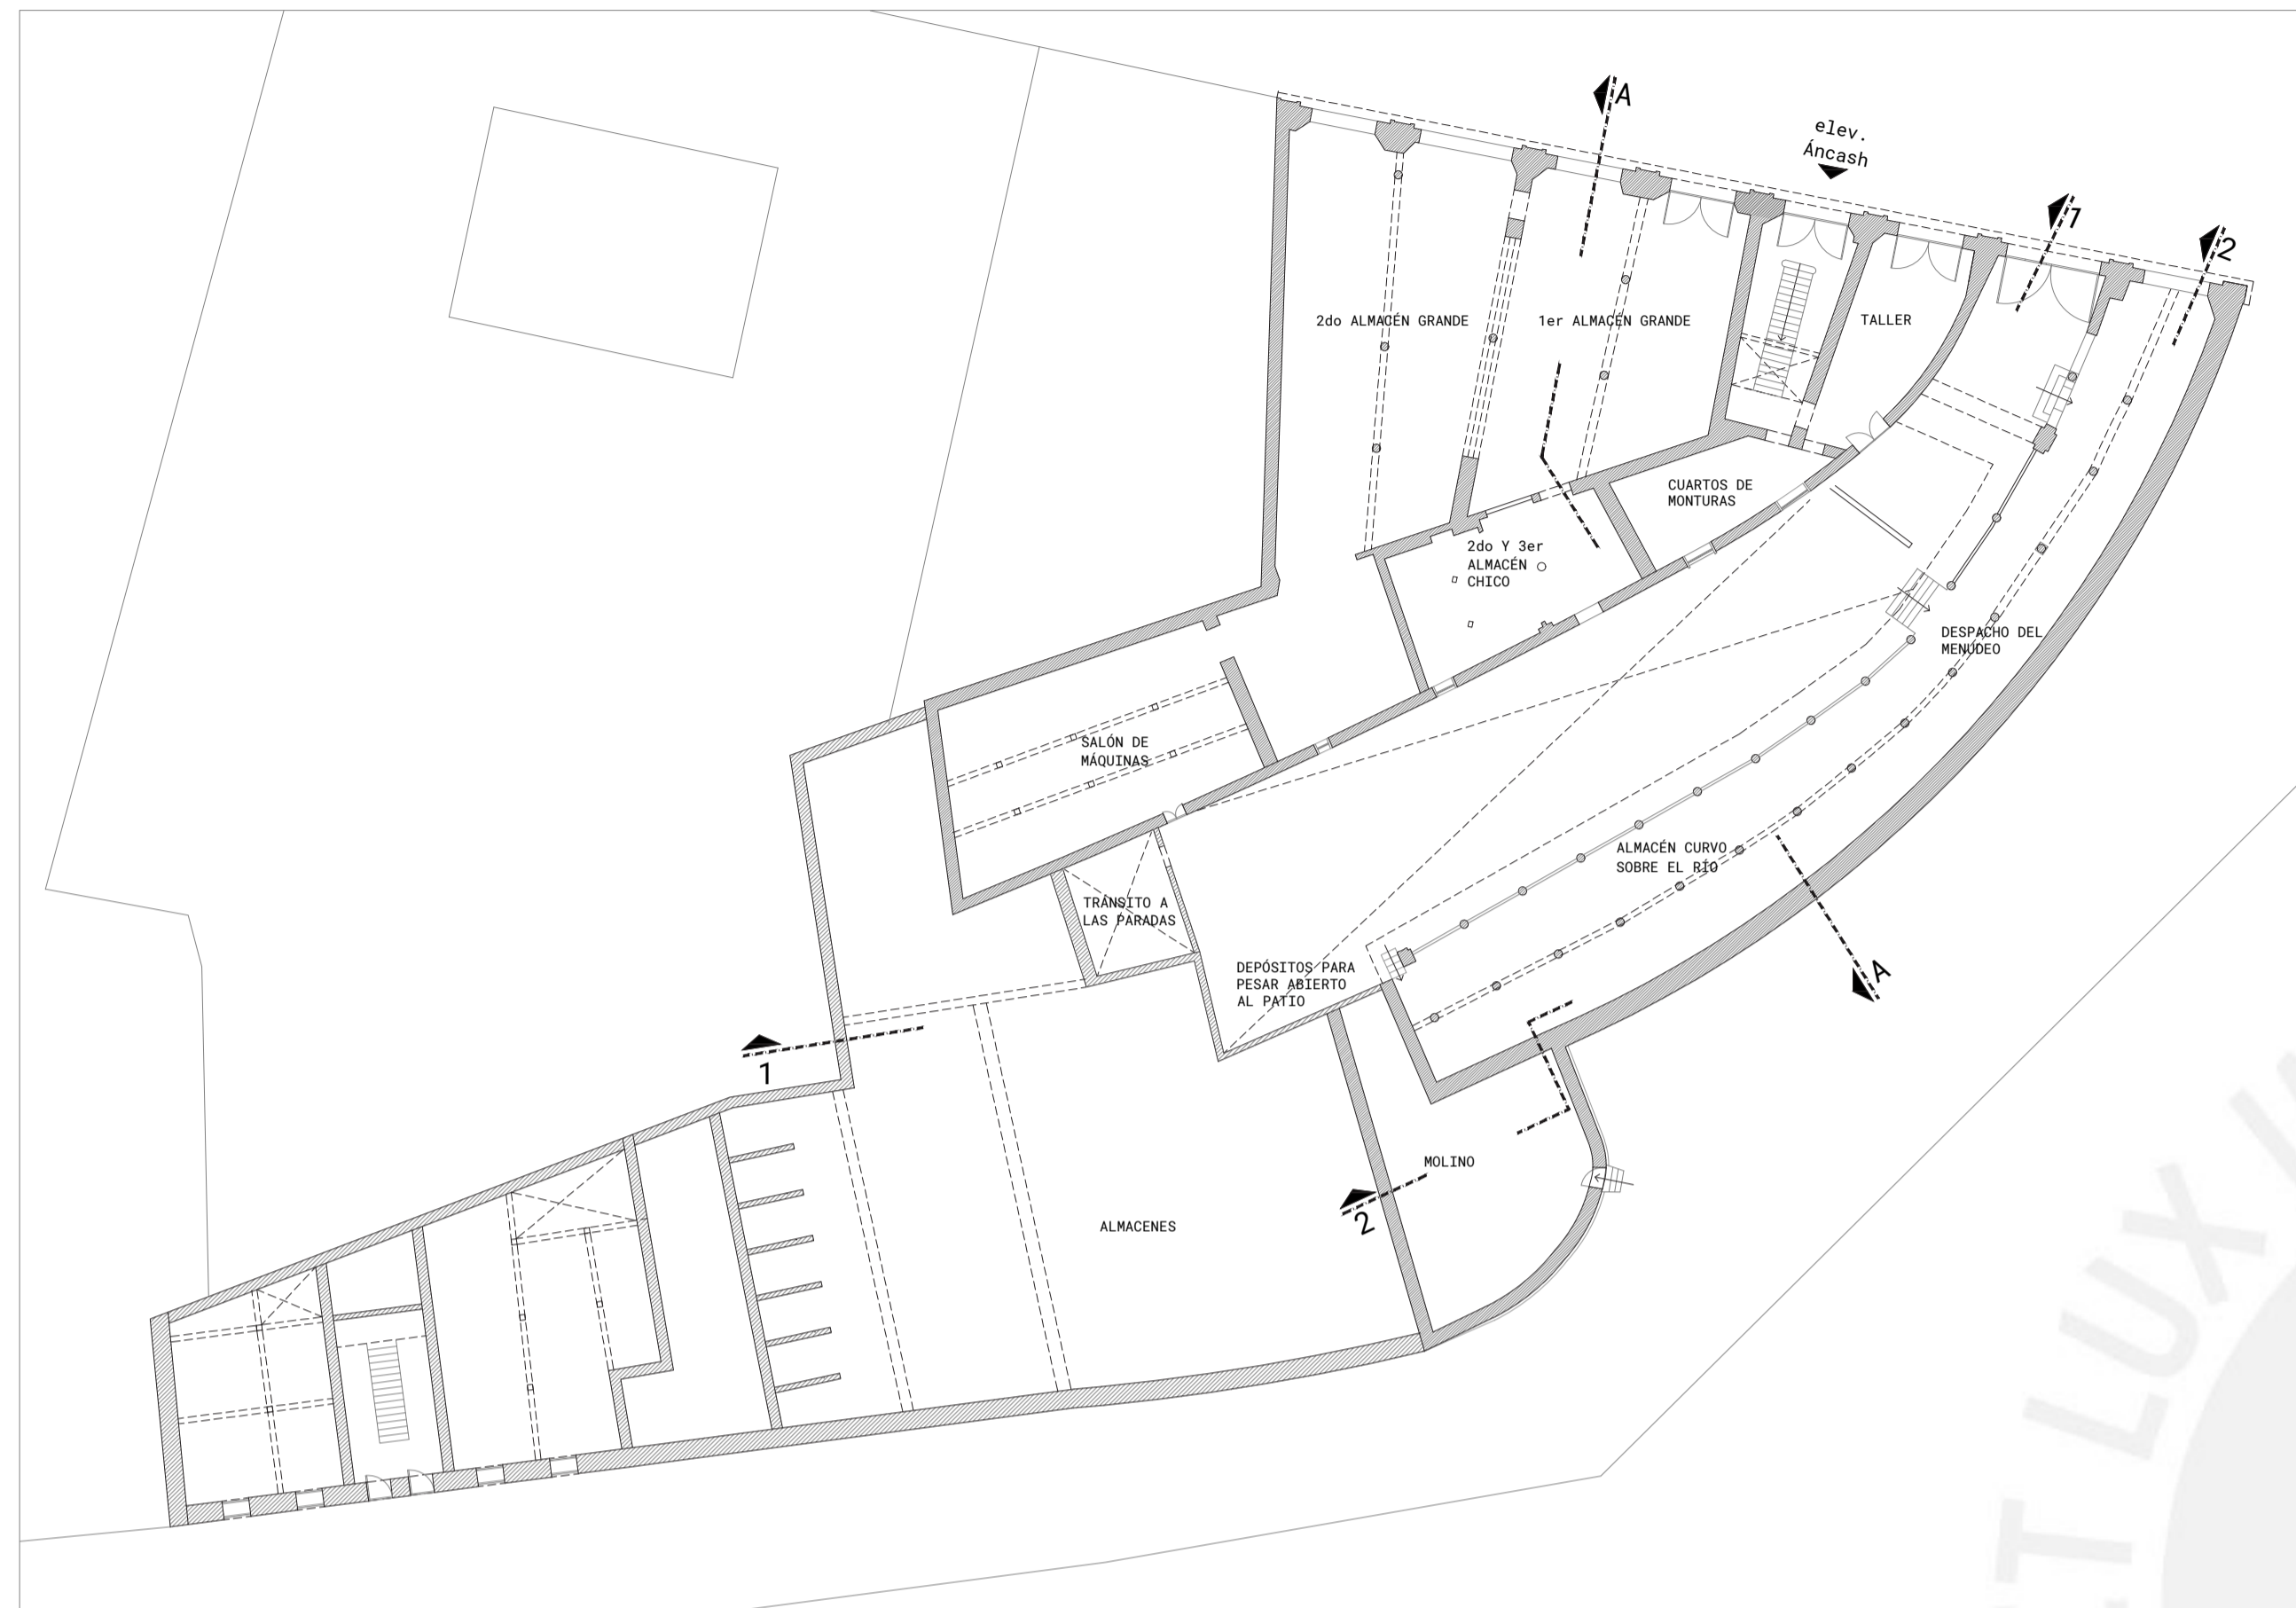 A
elev.
Áncash
1
2
2do ALMACÉN GRANDE
1er ALMACÉN GRANDE
TALLER
CUARTOS DE
MONTURAS
2do Y 3er
ALMACÉN
CHICO
DESPACHO DEL
MENUDEO
SALÓN DE
MÁQUINAS
ALMACÉN CURVO
SOBRE EL RÍO
TRÁNSITO A
LAS PARADAS
DEPÓSITOS PARA
PESAR ABIERTO
AL PATIO
A
1
MOLINO
2
ALMACENES
LUX